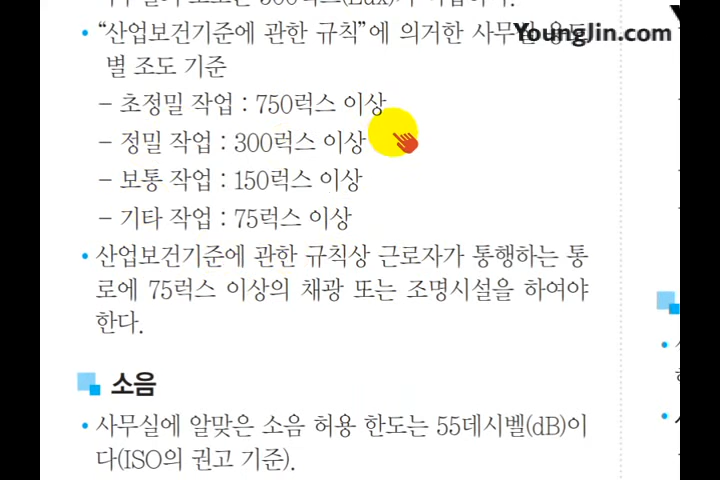 • “산업보건기준에 관한 규칙”에 의거한 사무실 용도
YoungJin.com
별 조도 기준
– 초정밀 작업 : 750럭스 이상
– 정밀 작업 : 300럭스 이상
– 보통 작업 : 150럭스 이상
– 기타 작업 : 75럭스 이상
• 산업보건기준에 관한 규칙상 근로자가 통행하는 통
로에 75럭스 이상의 채광 또는 조명시설을 하여야
한다.
소음
• 사무실에 알맞은 소음 허용 한도는 55데시벨(dB)이
다(ISO의 권고 기준).